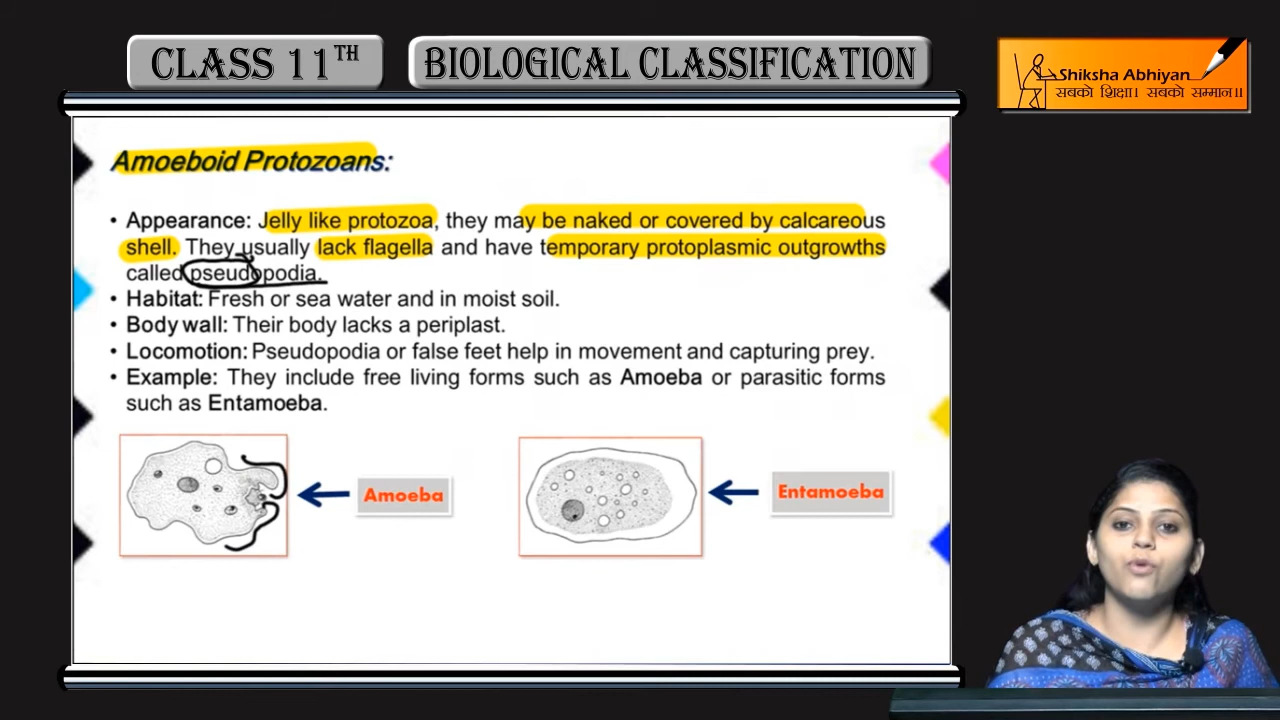 CLASS 11TH
BIOLOGICAL CLASSIFICATION
Shiksha Abhiyan
सबको शिक्षा। सबको सम्मान॥
Amoeboid Protozoans:
• Appearance: Jelly like protozoa, they may be naked or covered by calcareous
shell. They usually lack flagella and have temporary protoplasmic outgrowths
called pseudopodia.
• Habitat: Fresh or sea water and in moist soil.
• Body wall: Their body lacks a periplast.
• Locomotion: Pseudopodia or false feet help in movement and capturing prey.
• Example: They include free living forms such as Amoeba or parasitic forms
such as Entamoeba.
Amoeba
Entamoeba